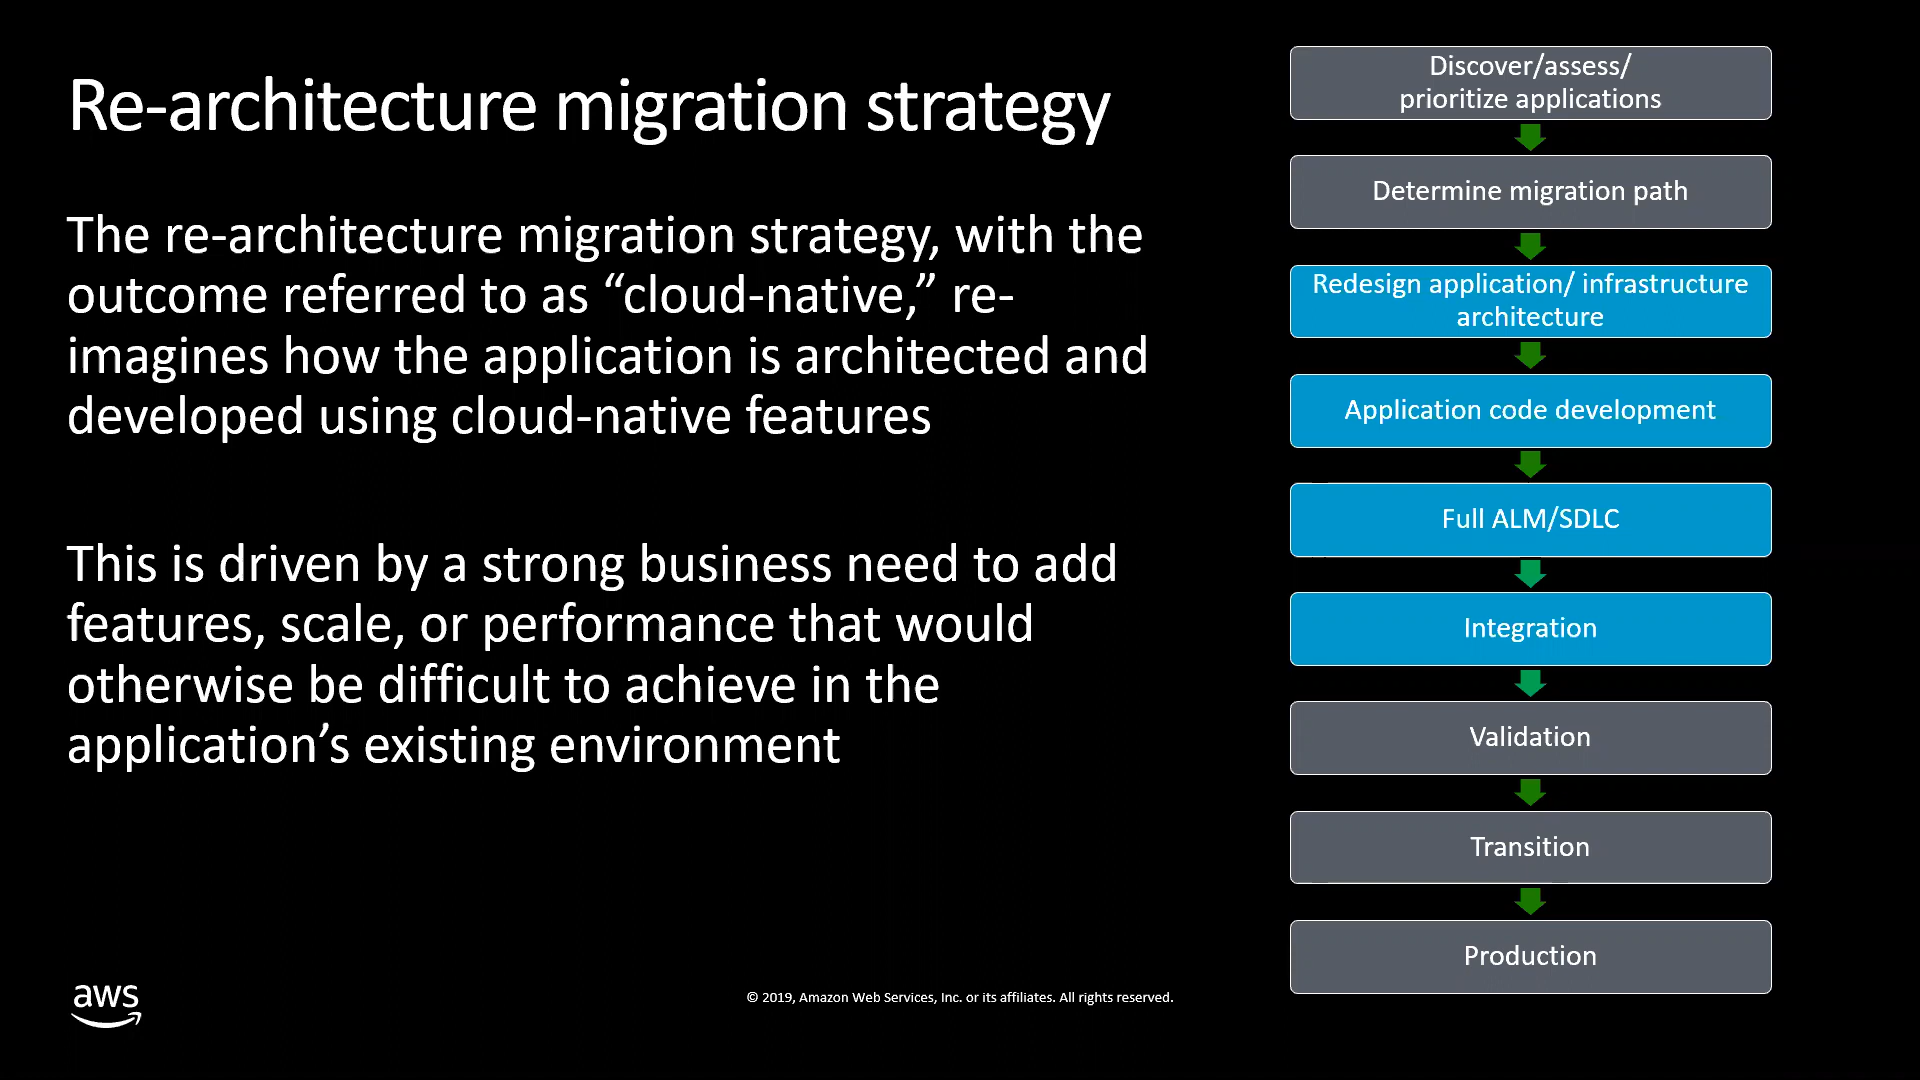 Re-architecture migration strategy
The re-architecture migration strategy, with the
outcome referred to as “cloud-native,” re-
imagines how the application is architected and
developed using cloud-native features
This is driven by a strong business need to add
features, scale, or performance that would
otherwise be difficult to achieve in the
application’s existing environment
Discover/assess/
prioritize applications
Determine migration path
Redesign application/ infrastructure
architecture
Application code development
Full ALM/SDLC
Integration
Validation
Transition
Production
aws
© 2019, Amazon Web Services, Inc. or its affiliates. All rights reserved.